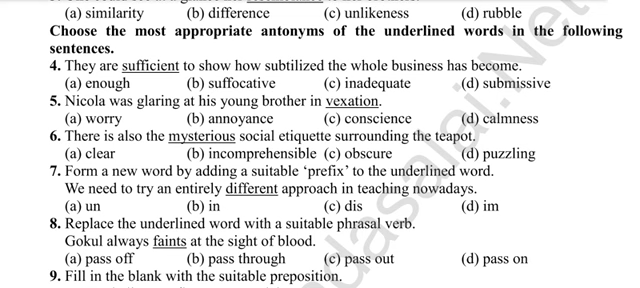 (a) similarity (b) difference (c) unlikeness (d) rubble
Choose the most appropriate antonyms of the underlined words in the following
sentences.
4. They are sufficient to show how subtilized the whole business has become.
(a) enough (b) suffocative (c) inadequate (d) submissive
5. Nicola was glaring at his young brother in vexation.
(a) worry (b) annoyance (c) conscience (d) calmness
6. There is also the mysterious social etiquette surrounding the teapot.
(a) clear (b) incomprehensible (c) obscure (d) puzzling
7. Form a new word by adding a suitable ‘prefix’ to the underlined word.
We need to try an entirely different approach in teaching nowadays.
(a) un (b) in (c) dis (d) im
8. Replace the underlined word with a suitable phrasal verb.
Gokul always faints at the sight of blood.
(a) pass off (b) pass through (c) pass out (d) pass on
9. Fill in the blank with the suitable preposition.
dasalai.Net